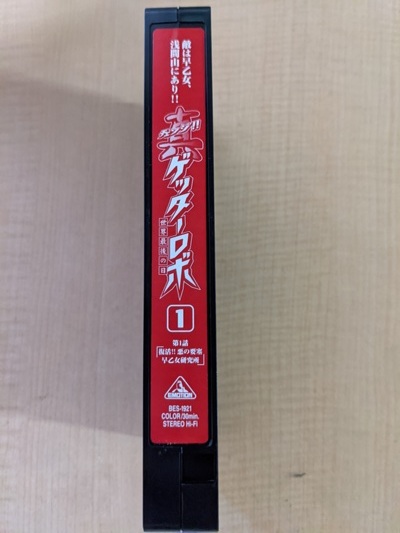 敵は早乙女、
浅間山にあり!!
チェンジ!!
真
ゲッターロボ
世界最後の日
1
第1話
「復活!! 悪の要塞
早乙女研究所」
EMOTION
BES-1921
COLOR/30min.
STEREO Hi-Fi